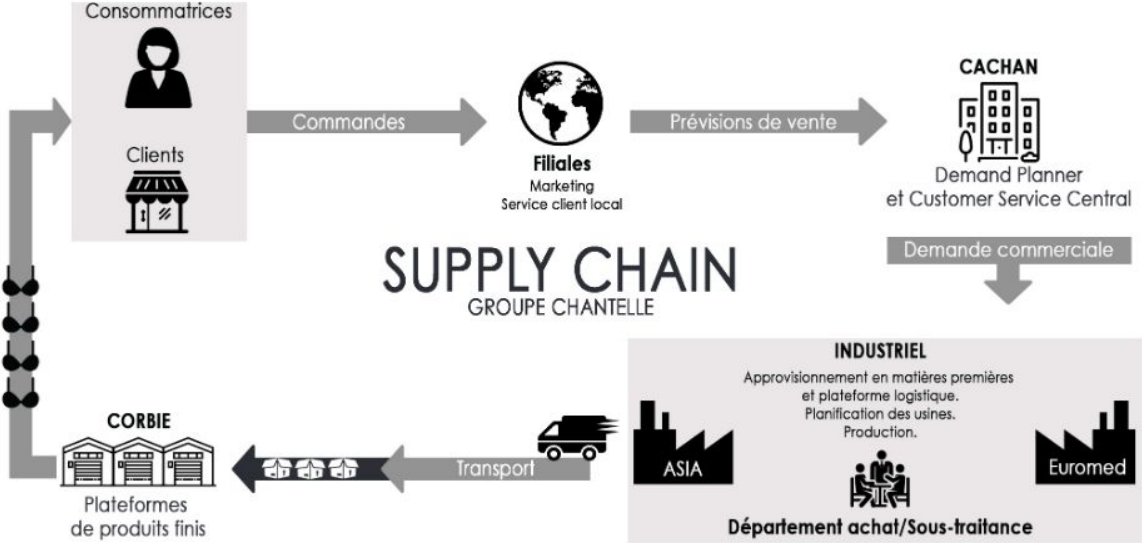 Consommatrices
Clients
Commandes
Filiales
Marketing
Service client local
Prévisions de vente
CACHAN
Demand Planner
et Customer Service Central
Demande commerciale
SUPPLY CHAIN
GROUPE CHANTELLE
INDUSTRIEL
Approvisionnement en matières premières
et plateforme logistique.
Planification des usines.
Production.
ASIA
Euromed
Département achat/Sous-traitance
Transport
CORBIE
Plateformes
de produits finis